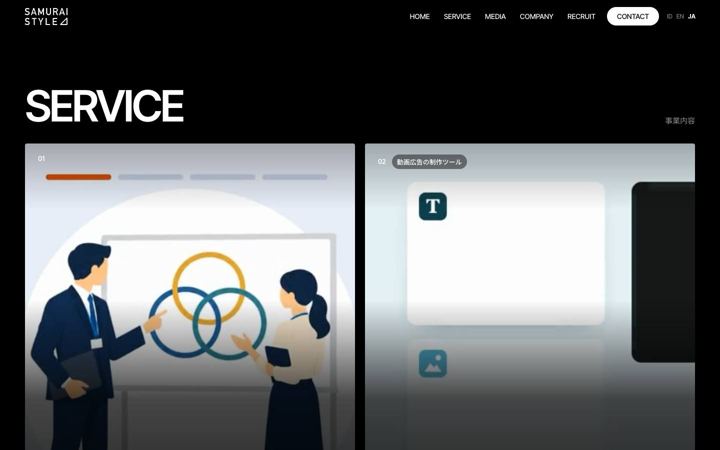 SAMURAI
STYLE
HOME SERVICE MEDIA COMPANY RECRUIT CONTACT ID EN JA
SERVICE
事業内容
01
02 動画広告の制作ツール
T